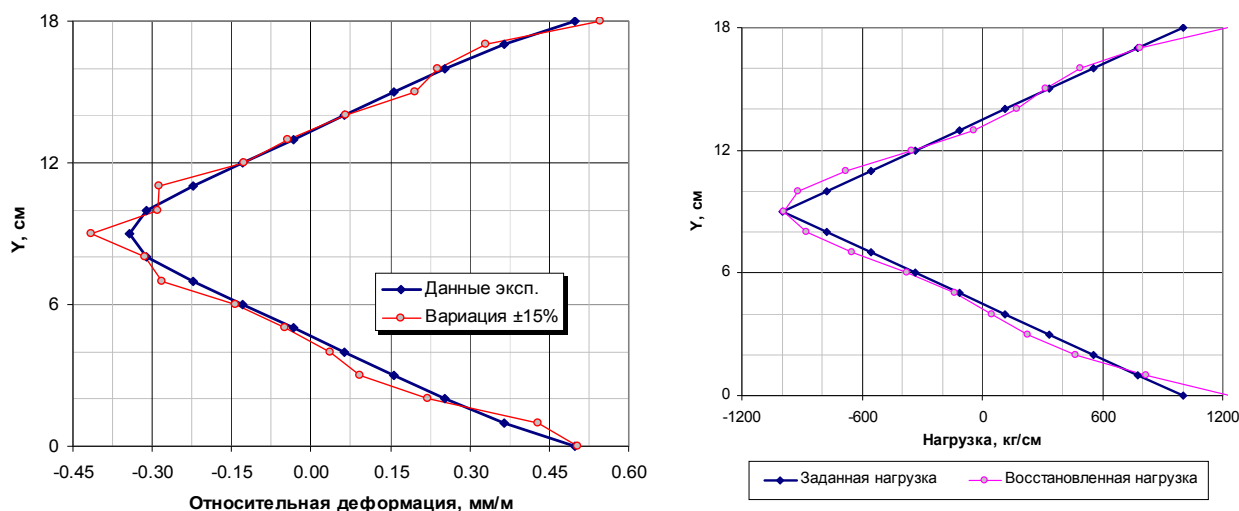 18
12
6
0
Y, см
-0.45 -0.30 -0.15 0.00 0.15 0.30 0.45 0.60
Относительная деформация, мм/м
Данные эксп.
Вариация ±15%
18
12
6
0
Y, см
-1200 -600 0 600 1200
Нагрузка, кг/см
Заданная нагрузка
Восстановленная нагрузка